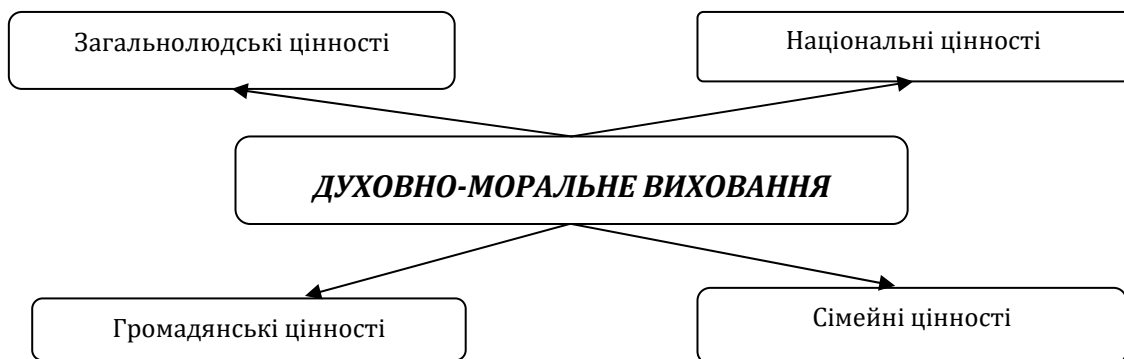 Загальнолюдські цінності
Національні цінності
ДУХОВНО-МОРАЛЬНЕ ВИХОВАННЯ
Громадянські цінності
Сімейні цінності